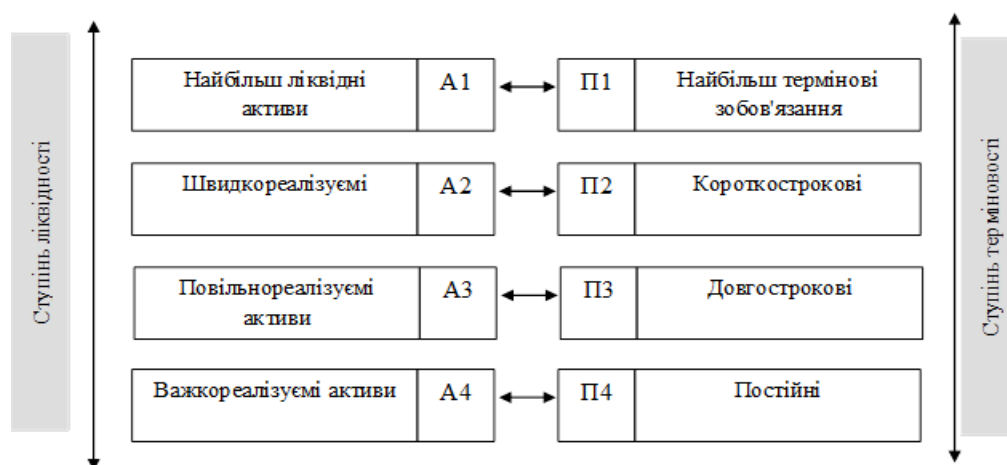 Ступінь ліквідності
Найбільш ліквідні
активи
А1
П1
Найбільш термінові
зобов'язання
Швидкореалізуємі
А2
П2
Короткострокові
Повільнореалізуємі
активи
А3
П3
Довгострокові
Важкореалізуємі активи
А4
П4
Постійні
Ступінь терміновості